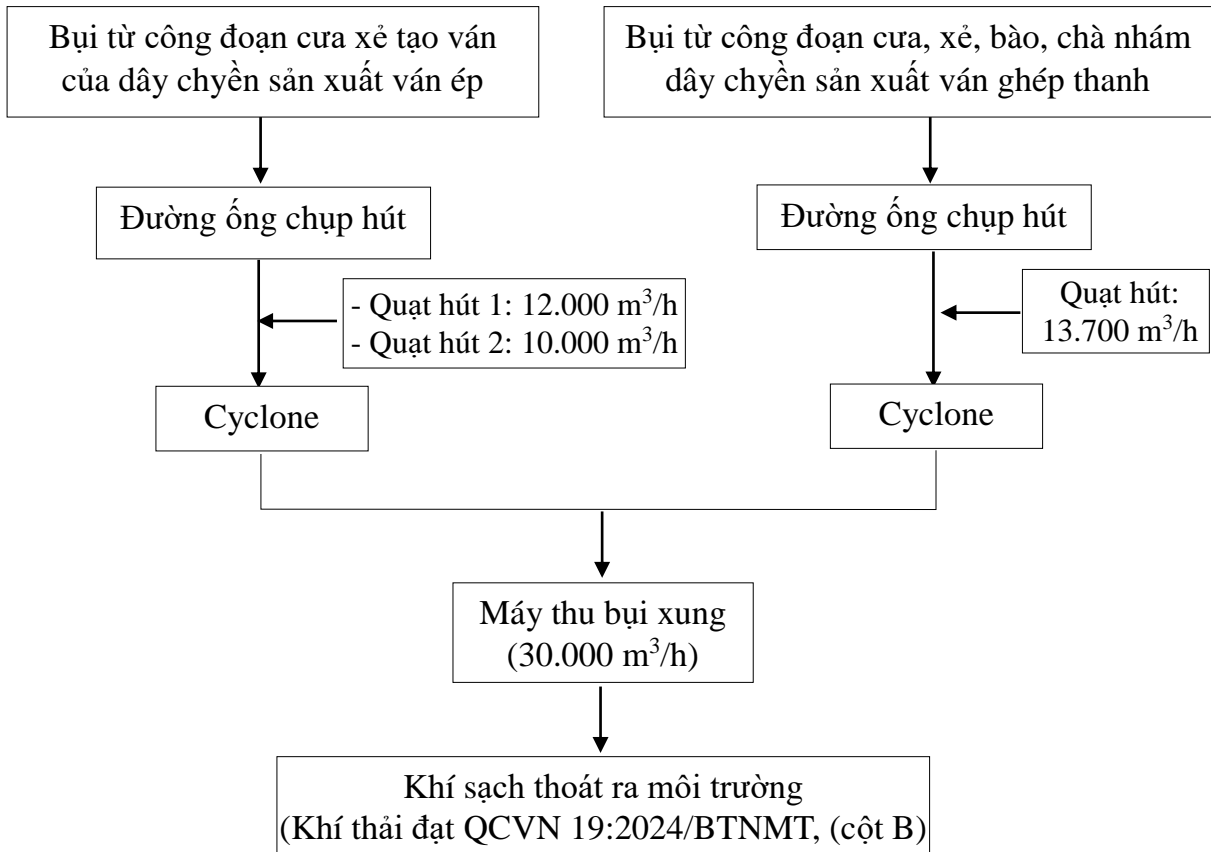 Bụi từ công đoạn cưa xẻ tạo ván
của dây chyền sản xuất ván ép
Bụi từ công đoạn cưa, xẻ, bào, chà nhám
dây chyền sản xuất ván ghép thanh
Đường ống chụp hút
Đường ống chụp hút
- Quạt hút 1: 12.000 m³/h
- Quạt hút 2: 10.000 m³/h
Quạt hút:
13.700 m³/h
Cyclone
Cyclone
Máy thu bụi xung
(30.000 m³/h)
Khí sạch thoát ra môi trường
(Khí thải đạt QCVN 19:2024/BTNMT, (cột B)